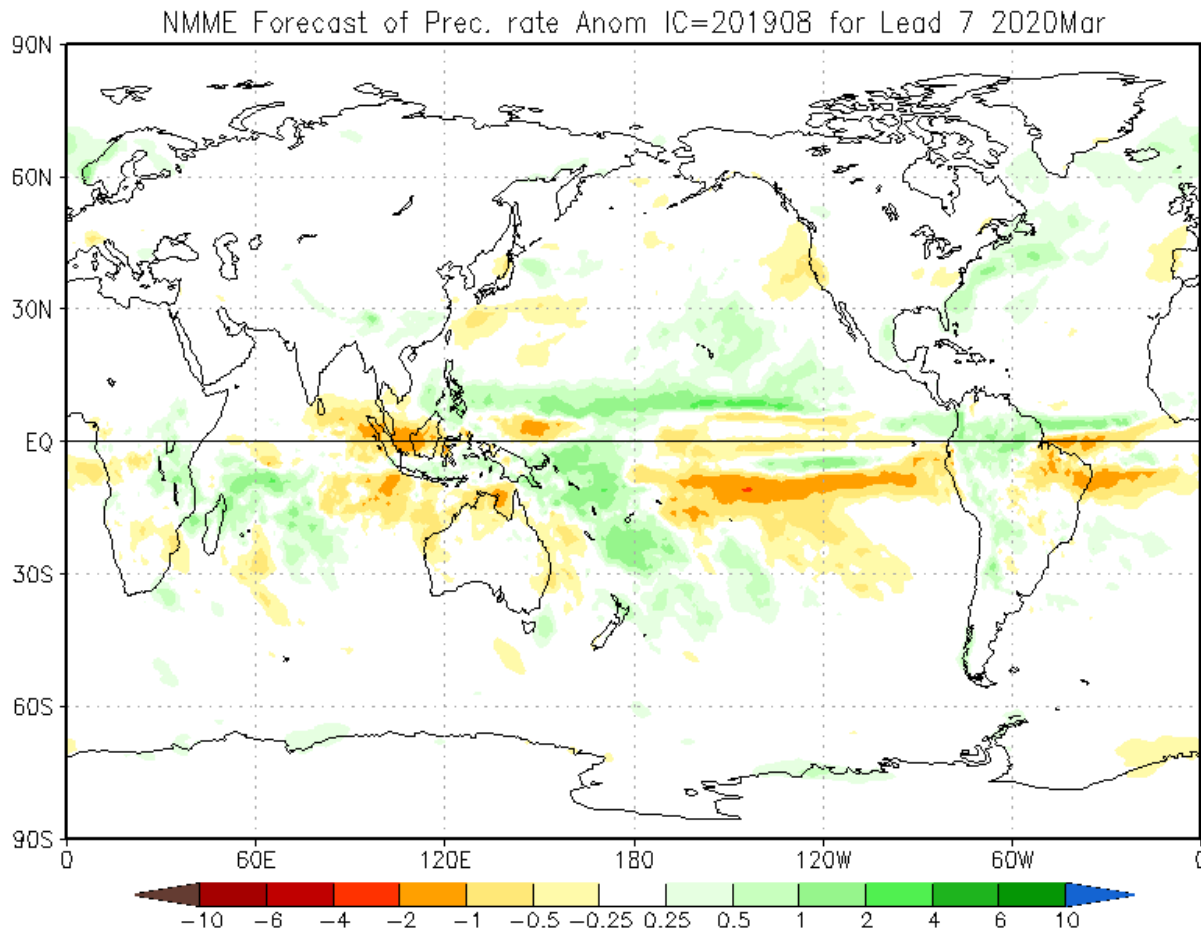 NMME Forecast of Prec. rate Anom IC=201908 for Lead 7 2020Mar
90N
60N
30N
EQ
30S
60S
90S
0 60E 120E 180 120W 60W 0
-10 -6 -4 -2 -1 -0.5 -0.25 0.25 0.5 1 2 4 6 10